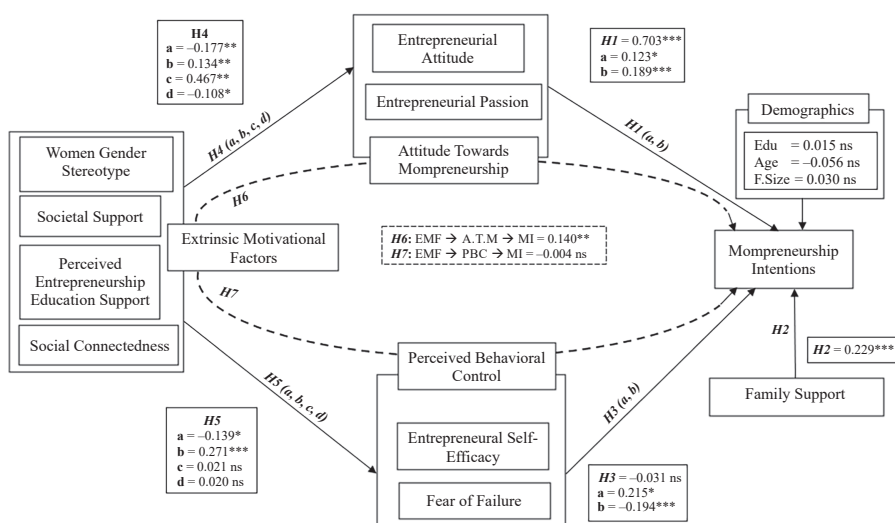 H4
a = –0.177**
b = 0.134**
c = 0.467**
d = –0.108*
Entrepreneurial
Attitude
Entrepreneurial Passion
Attitude Towards
Mompreneurship
H1 = 0.703***
a = 0.123*
b = 0.189***
Demographics
Edu = 0.015 ns
Age = –0.056 ns
F.Size = 0.030 ns
H4 (a, b, c, d)
H1 (a, b)
Women Gender
Stereotype
Societal Support
Perceived
Entrepreneurship
Education Support
Social Connectedness
Extrinsic Motivational
Factors
H6
H7
H6: EMF → A.T.M → MI = 0.140**
H7: EMF → PBC → MI = –0.004 ns
Mompreneurship
Intentions
H2
H2 = 0.229***
Family Support
H5 (a, b, c, d)
H3 (a, b)
Perceived Behavioral
Control
Entrepreneural Self-
Efficacy
Fear of Failure
H5
a = –0.139*
b = 0.271***
c = 0.021 ns
d = 0.020 ns
H3 = –0.031 ns
a = 0.215*
b = –0.194***